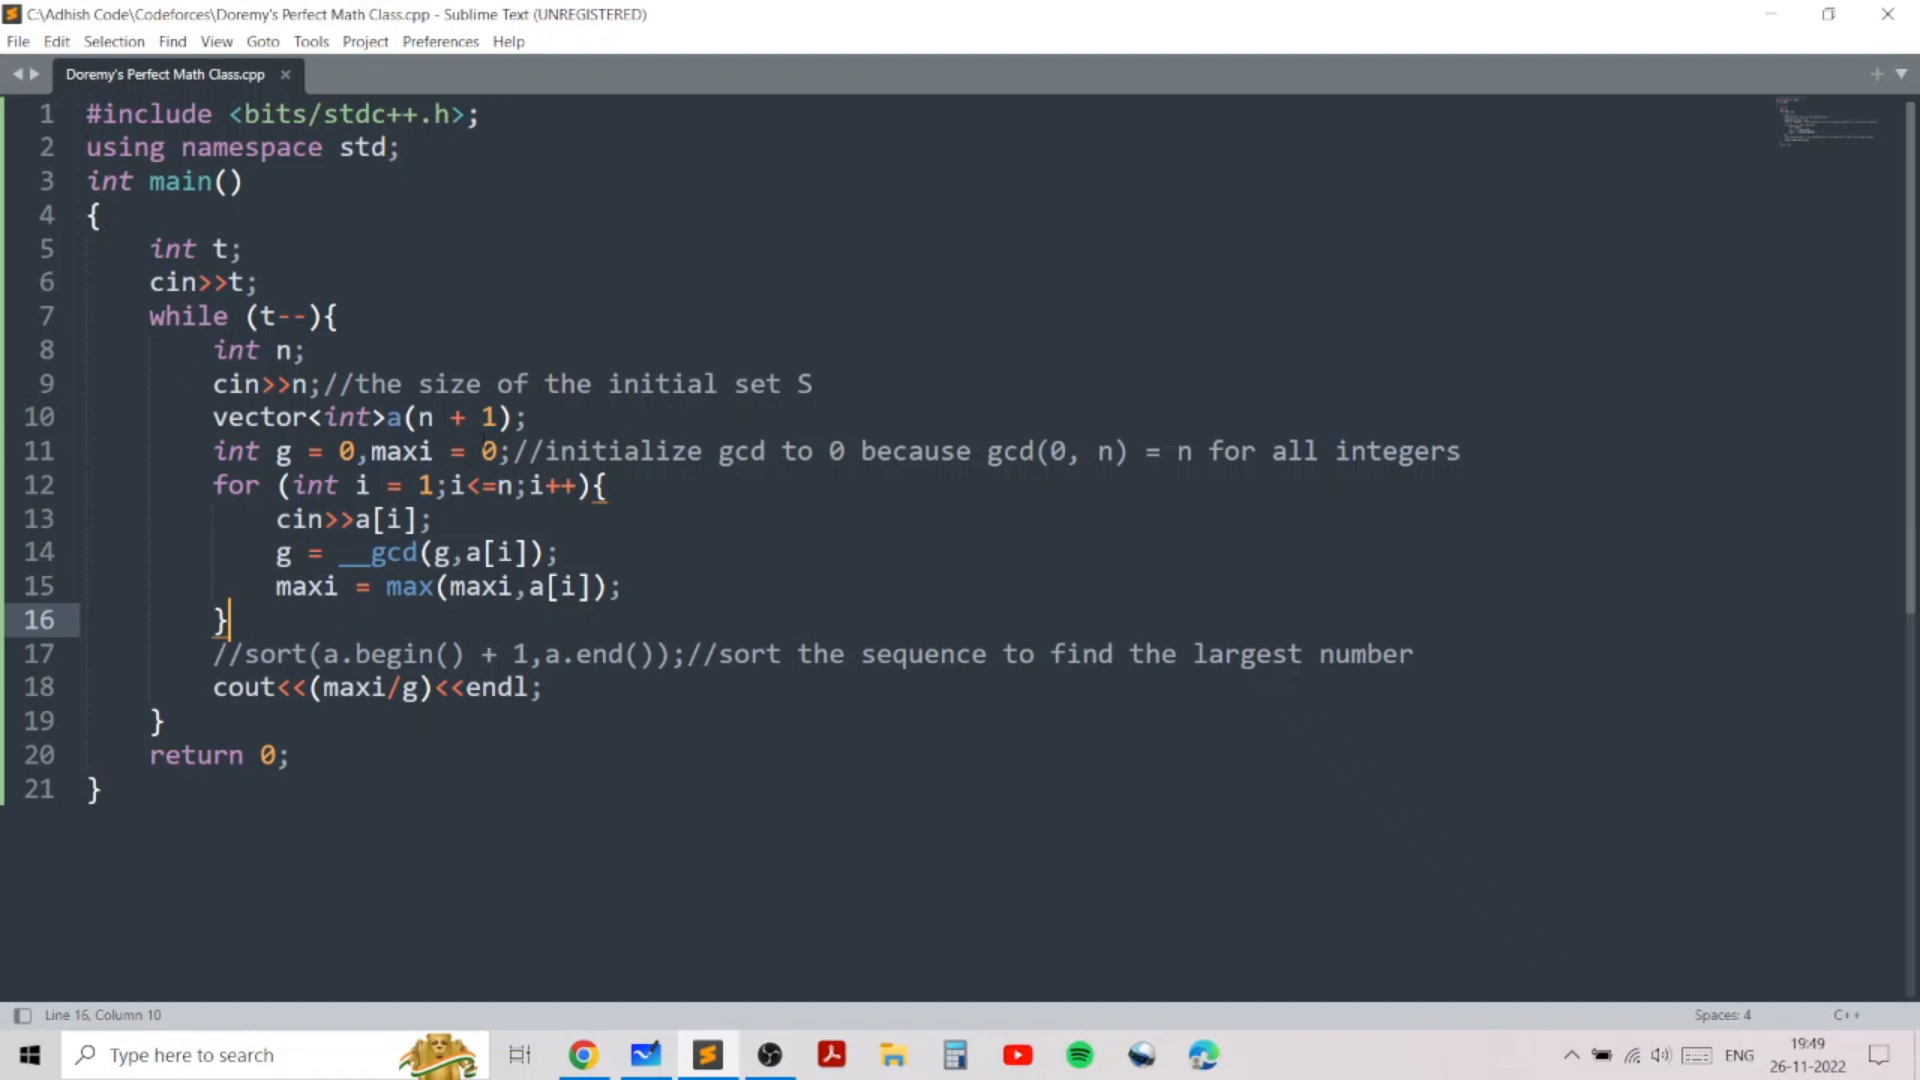 C:\Adhish Code\Codeforces\Doremy's Perfect Math Class.cpp - Sublime Text (UNREGISTERED)
File Edit Selection Find View Goto Tools Project Preferences Help
Doremy's Perfect Math Class.cpp
1 #include <bits/stdc++.h>;
2 using namespace std;
3 int main()
4 {
5 int t;
6 cin>>t;
7 while (t--){
8 int n;
9 cin>>n;//the size of the initial set S
10 vector<int>a(n + 1);
11 int g = 0,maxi = 0;//initialize gcd to 0 because gcd(0, n) = n for all integers
12 for (int i = 1;i<=n;i++){
13 cin>>a[i];
14 g = __gcd(g,a[i]);
15 maxi = max(maxi,a[i]);
16 }
17 //sort(a.begin() + 1,a.end());//sort the sequence to find the largest number
18 cout<<(maxi/g)<<endl;
19 }
20 return 0;
21 }
Line 16, Column 10 Spaces: 4 C++
Type here to search ENG 19:49
26-11-2022